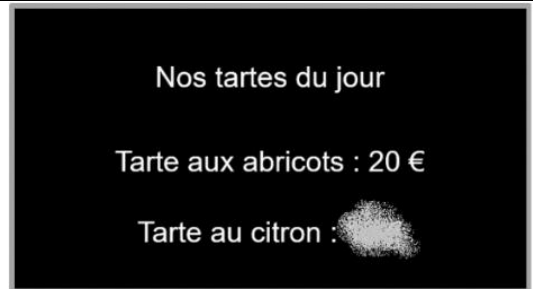 Nos tartes du jour
Tarte aux abricots : 20 €
Tarte au citron :